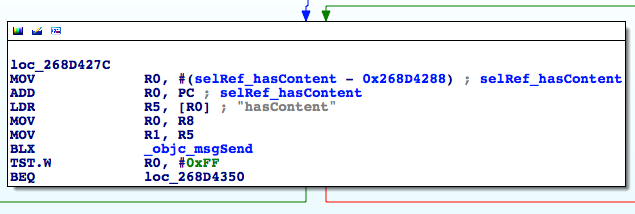 loc_268D427C
MOV R0, #(selRef_hasContent - 0x268D4288) ; selRef_hasContent
ADD R0, PC ; selRef_hasContent
LDR R5, [R0] ; "hasContent"
MOV R0, R8
MOV R1, R5
BLX _objc_msgSend
TST.W R0, #0xFF
BEQ loc_268D4350